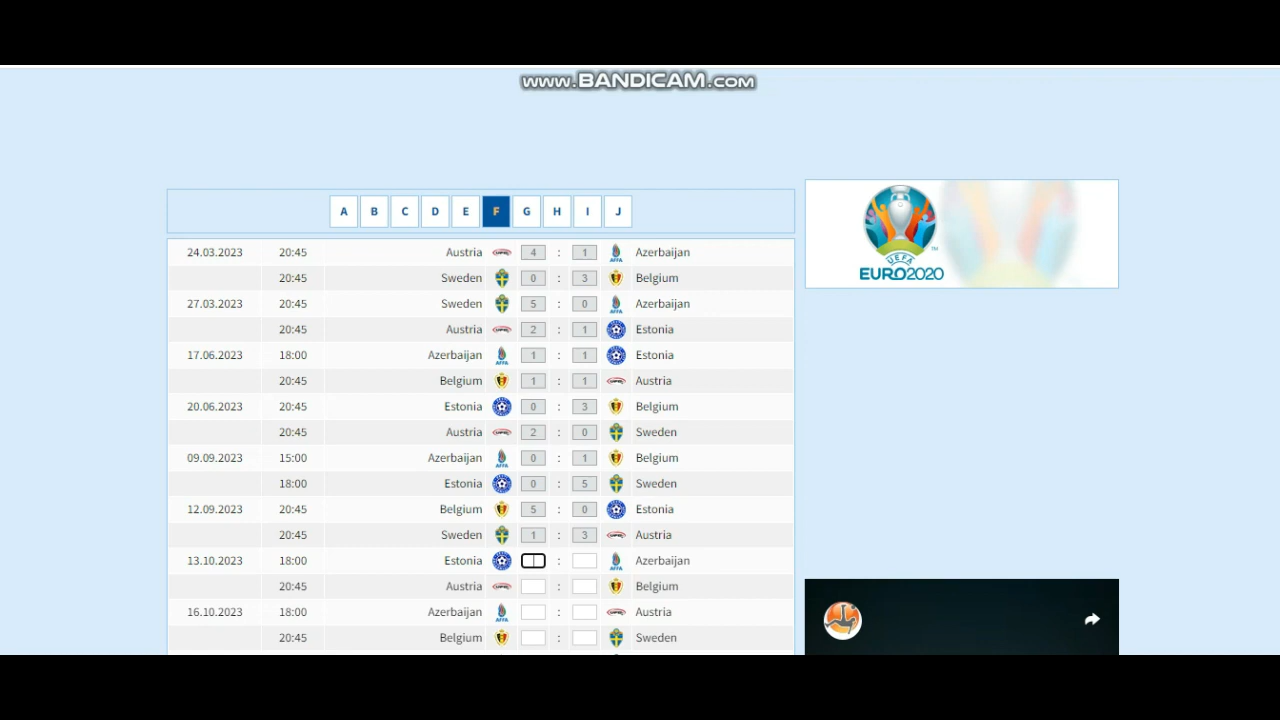 www.BANDICAM.com
A B C D E F G H I J
24.03.2023 20:45 Austria 4 : 1 AFFA Azerbaijan
20:45 Sweden 0 : 3 Belgium
27.03.2023 20:45 Sweden 5 : 0 AFFA Azerbaijan
20:45 Austria 2 : 1 Estonia
17.06.2023 18:00 Azerbaijan AFFA 1 : 1 Estonia
20:45 Belgium 1 : 1 Austria
20.06.2023 20:45 Estonia 0 : 3 Belgium
20:45 Austria 2 : 0 Sweden
09.09.2023 15:00 Azerbaijan AFFA 0 : 1 Belgium
18:00 Estonia 0 : 5 Sweden
12.09.2023 20:45 Belgium 5 : 0 Estonia
20:45 Sweden 1 : 3 Austria
13.10.2023 18:00 Estonia : AFFA Azerbaijan
20:45 Austria : Belgium
16.10.2023 18:00 Azerbaijan AFFA : Austria
20:45 Belgium : Sweden
UEFA
EURO2020